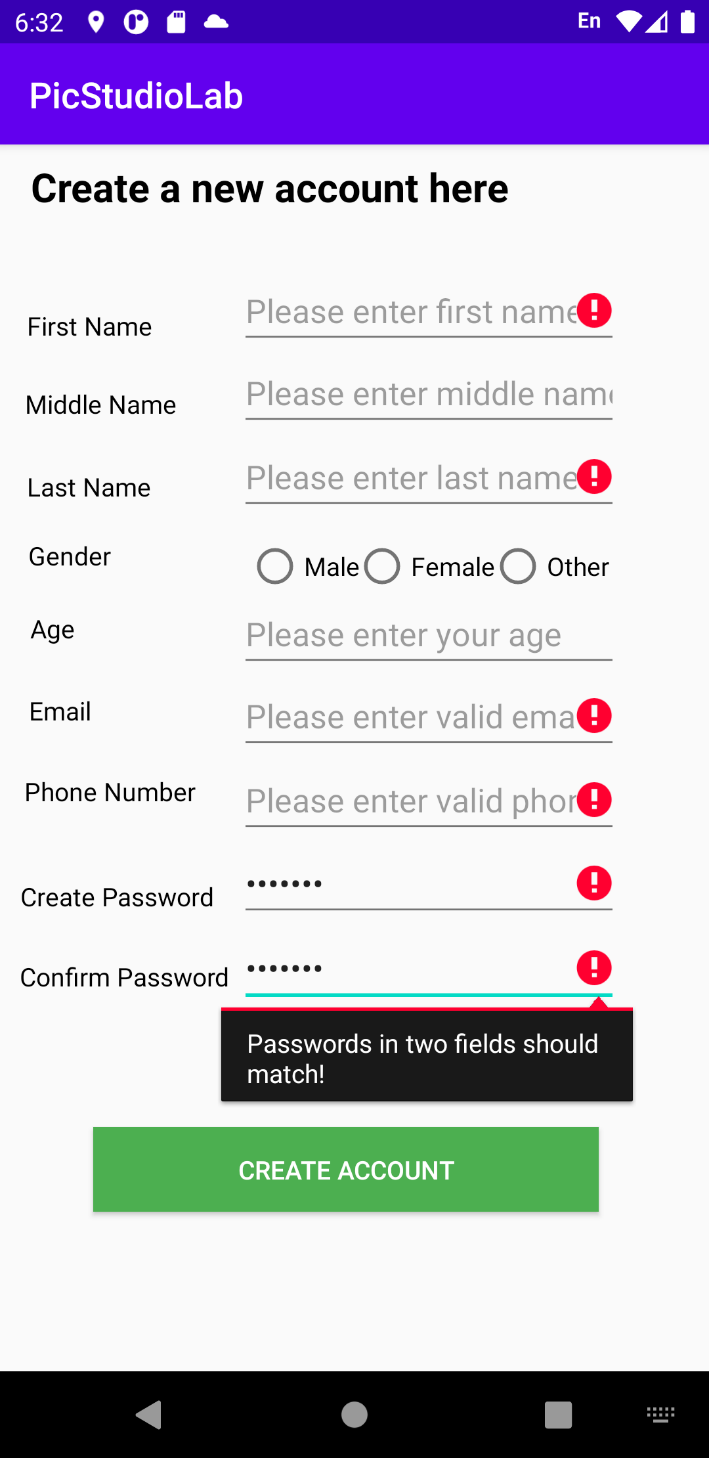 6:32 En
PicStudioLab
Create a new account here
First Name Please enter first name
Middle Name Please enter middle name
Last Name Please enter last name
Gender Male Female Other
Age Please enter your age
Email Please enter valid ema
Phone Number Please enter valid phon
Create Password •••••••
Confirm Password •••••••
Passwords in two fields should
match!
CREATE ACCOUNT